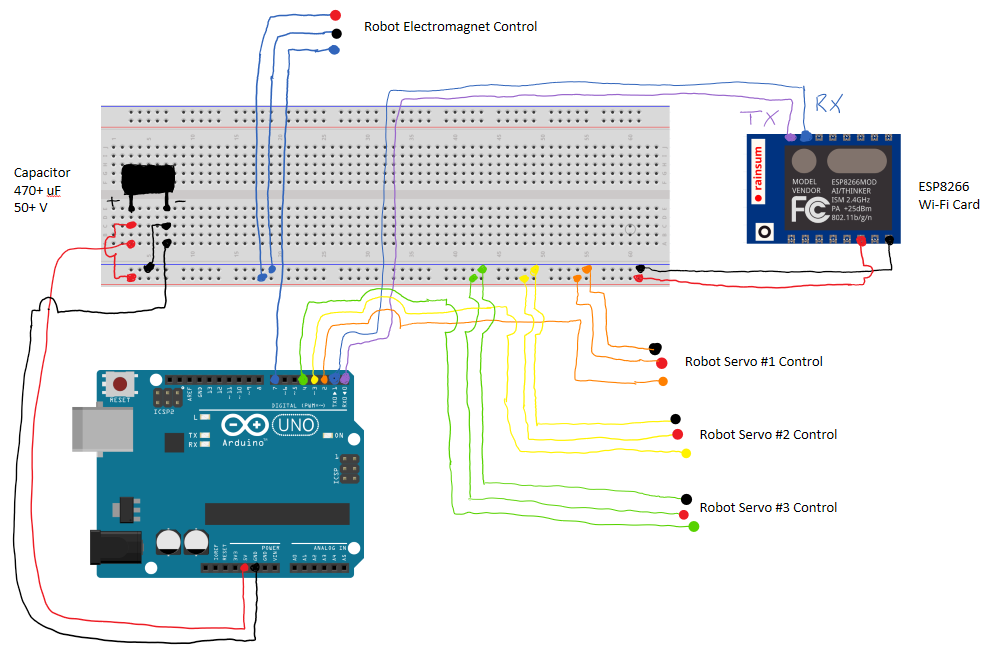 Robot Electromagnet Control
TX
RX
Capacitor
470+ uF
50+ V
+
-
rainsum
MODEL
VENDOR
ESP8266MOD
AI/THINKER
ISM 2.4GHz
PA +25dBm
802.11b/g/n
FC
ESP8266
Wi-Fi Card
Robot Servo #1 Control
Robot Servo #2 Control
Robot Servo #3 Control
RESET
ICSP2
AREF
GND
13
12
~11
~10
~9
8
7
~6
~5
4
~3
2
TX0▶1
RX0◀0
DIGITAL (PWM=~)
L
TX
RX
Arduino
UNO
ON
ICSP
1
IOREF
RESET
3V3
5V
GND
GND
VIN
POWER
ANALOG IN
A0
A1
A2
A3
A4
A5